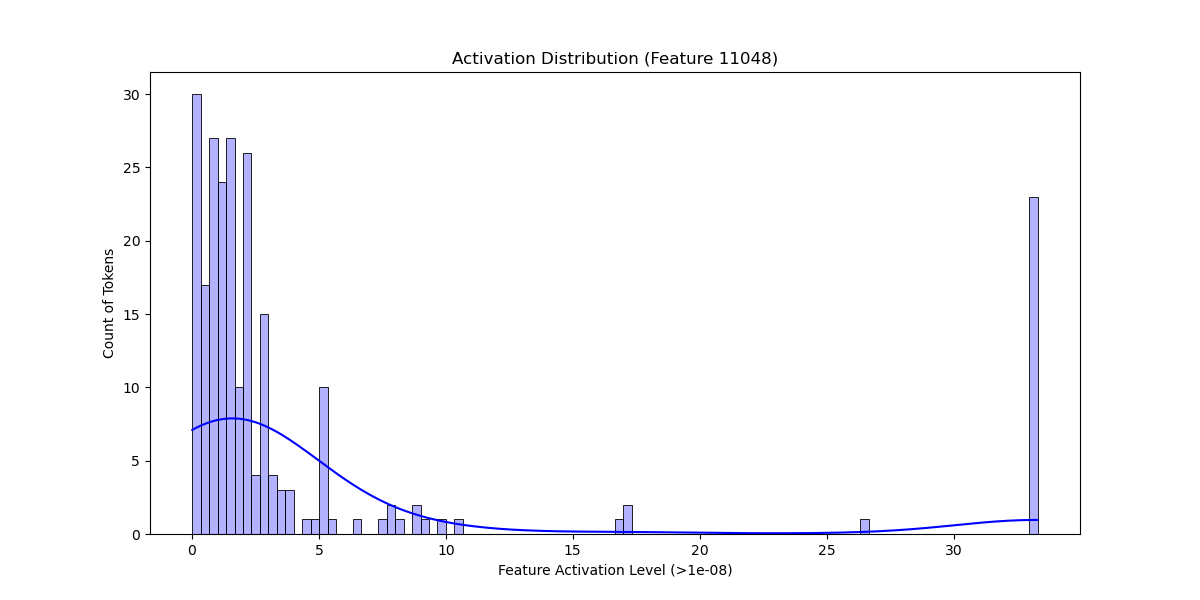 Activation Distribution (Feature 11048)
30
25
20
15
10
5
0
Count of Tokens
0 5 10 15 20 25 30
Feature Activation Level (>1e-08)